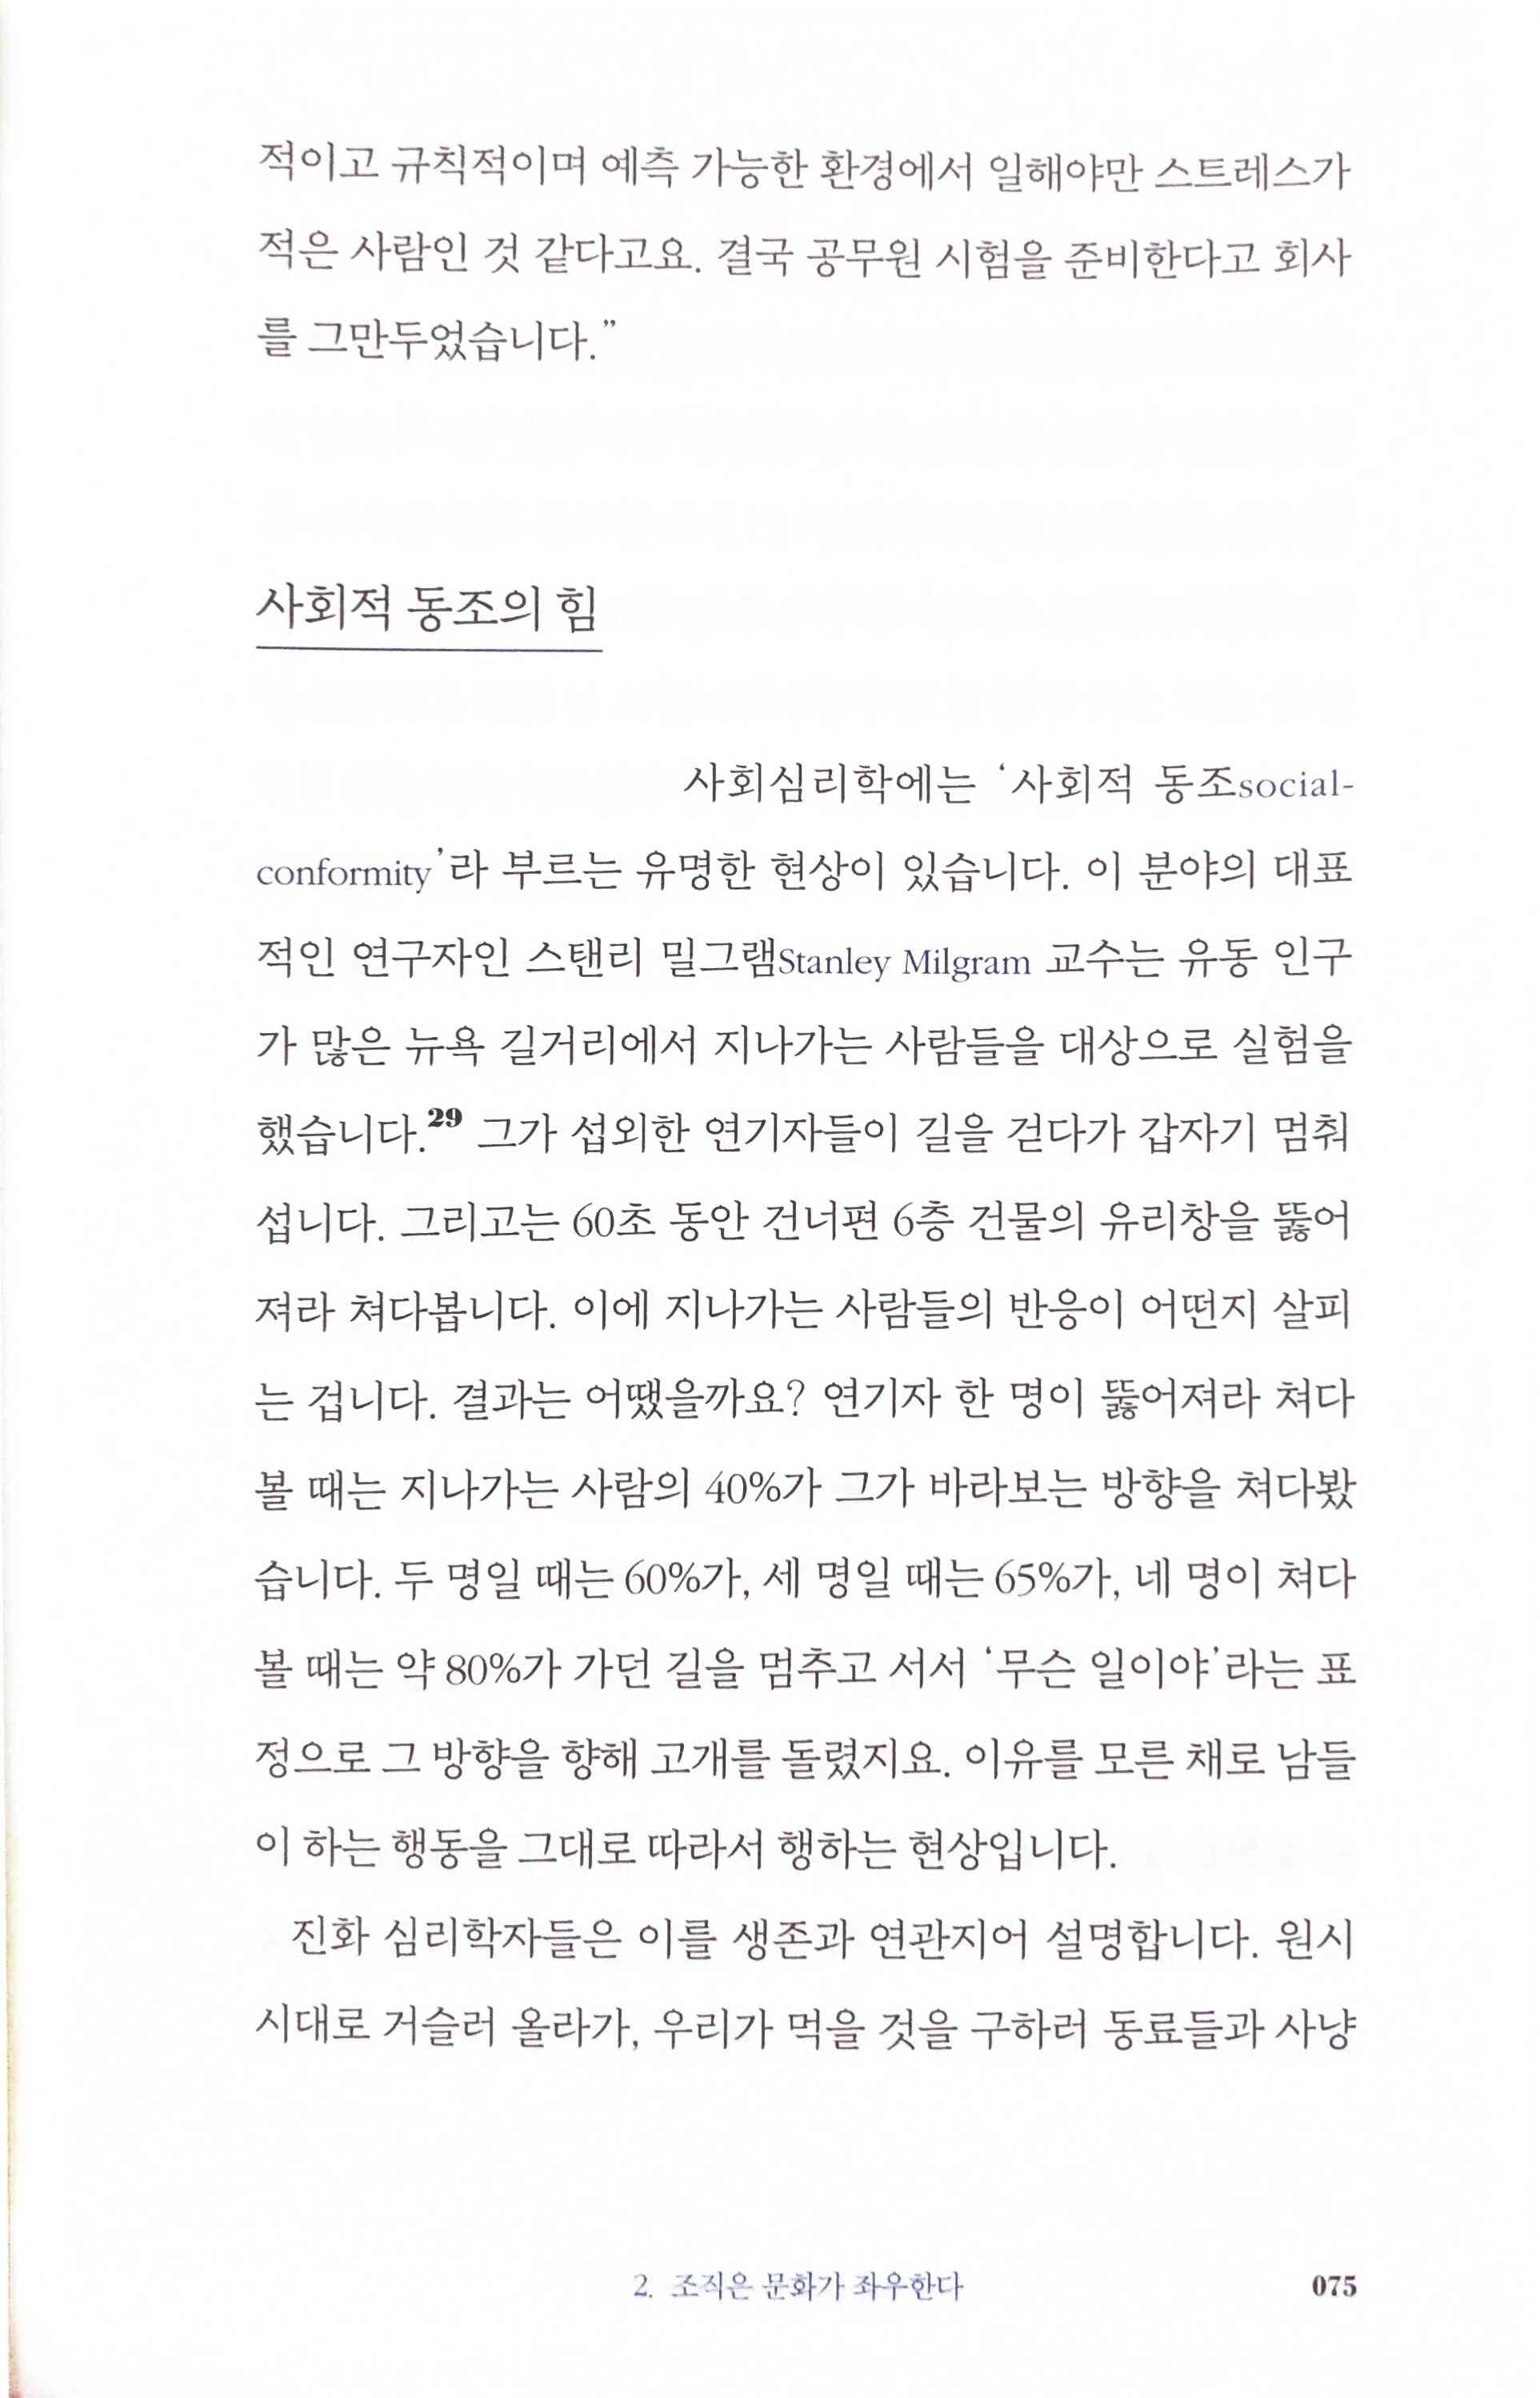 적이고 규칙적이며 예측 가능한 환경에서 일해야만 스트레스가
적은 사람인 것 같다고요. 결국 공무원 시험을 준비한다고 회사
를 그만두었습니다.”
사회적 동조의 힘
사회심리학에는 ‘사회적 동조social-
conformity’라 부르는 유명한 현상이 있습니다. 이 분야의 대표
적인 연구자인 스탠리 밀그램Stanley Milgram 교수는 유동 인구
가 많은 뉴욕 길거리에서 지나가는 사람들을 대상으로 실험을
했습니다.29 그가 섭외한 연기자들이 길을 걷다가 갑자기 멈춰
섭니다. 그리고는 60초 동안 건너편 6층 건물의 유리창을 뚫어
져라 쳐다봅니다. 이에 지나가는 사람들의 반응이 어떤지 살피
는 겁니다. 결과는 어땠을까요? 연기자 한 명이 뚫어져라 쳐다
볼 때는 지나가는 사람의 40%가 그가 바라보는 방향을 쳐다봤
습니다. 두 명일 때는 60%가, 세 명일 때는 65%가, 네 명이 쳐다
볼 때는 약 80%가 가던 길을 멈추고 서서 ‘무슨 일이야’라는 표
정으로 그 방향을 향해 고개를 돌렸지요. 이유를 모른 채로 남들
이 하는 행동을 그대로 따라서 행하는 현상입니다.
진화 심리학자들은 이를 생존과 연관지어 설명합니다. 원시
시대로 거슬러 올라가, 우리가 먹을 것을 구하러 동료들과 사냥
2. 조직은 문화가 좌우한다 075